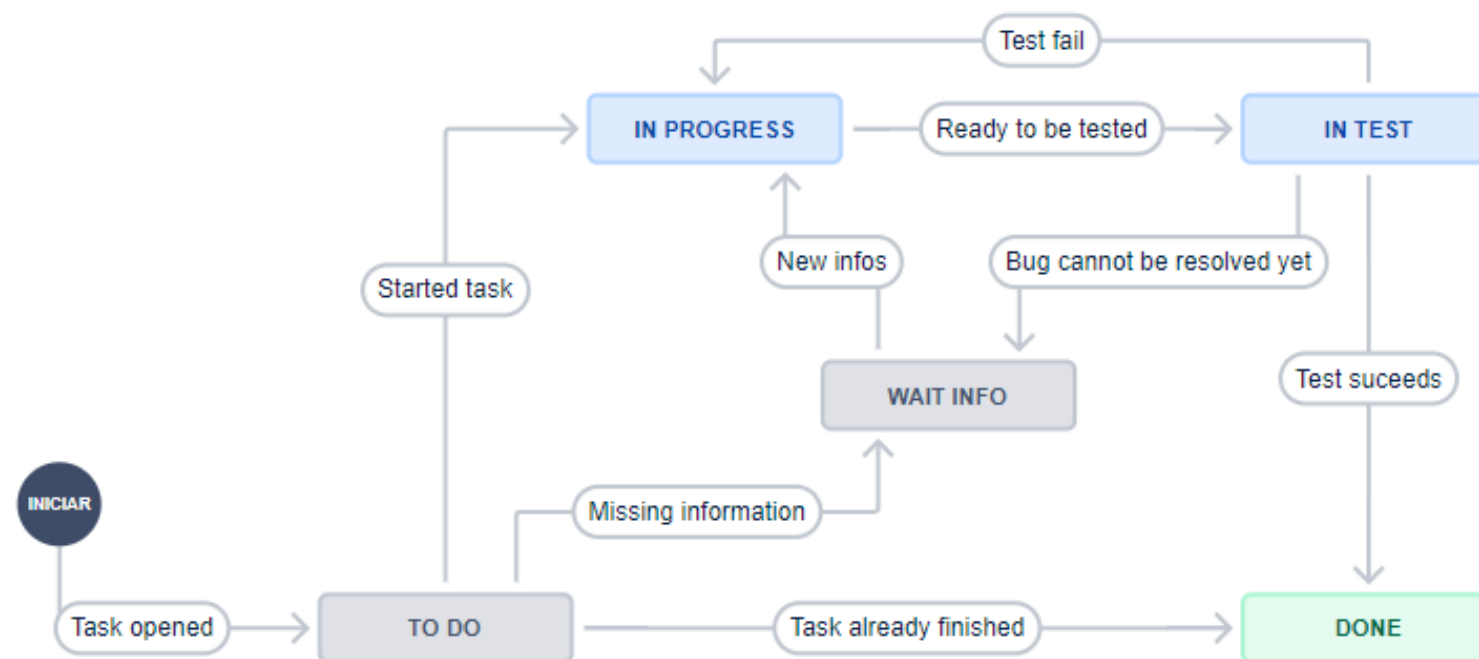 Test fail
IN PROGRESS
Ready to be tested
IN TEST
New infos
Bug cannot be resolved yet
Started task
Test suceeds
WAIT INFO
INICIAR
Missing information
Task opened
TO DO
Task already finished
DONE